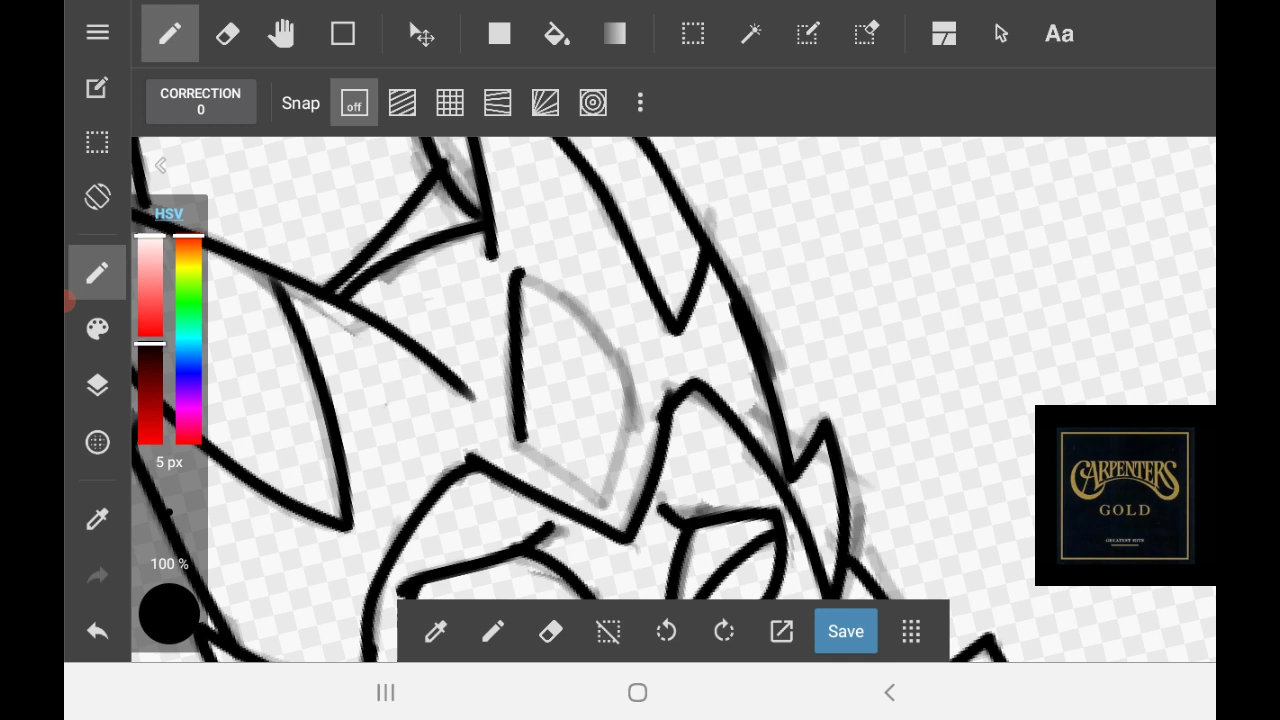 Aa
CORRECTION
0
Snap
off
HSV
5 px
100 %
Save
CARPENTERS
GOLD
GREATEST HITS